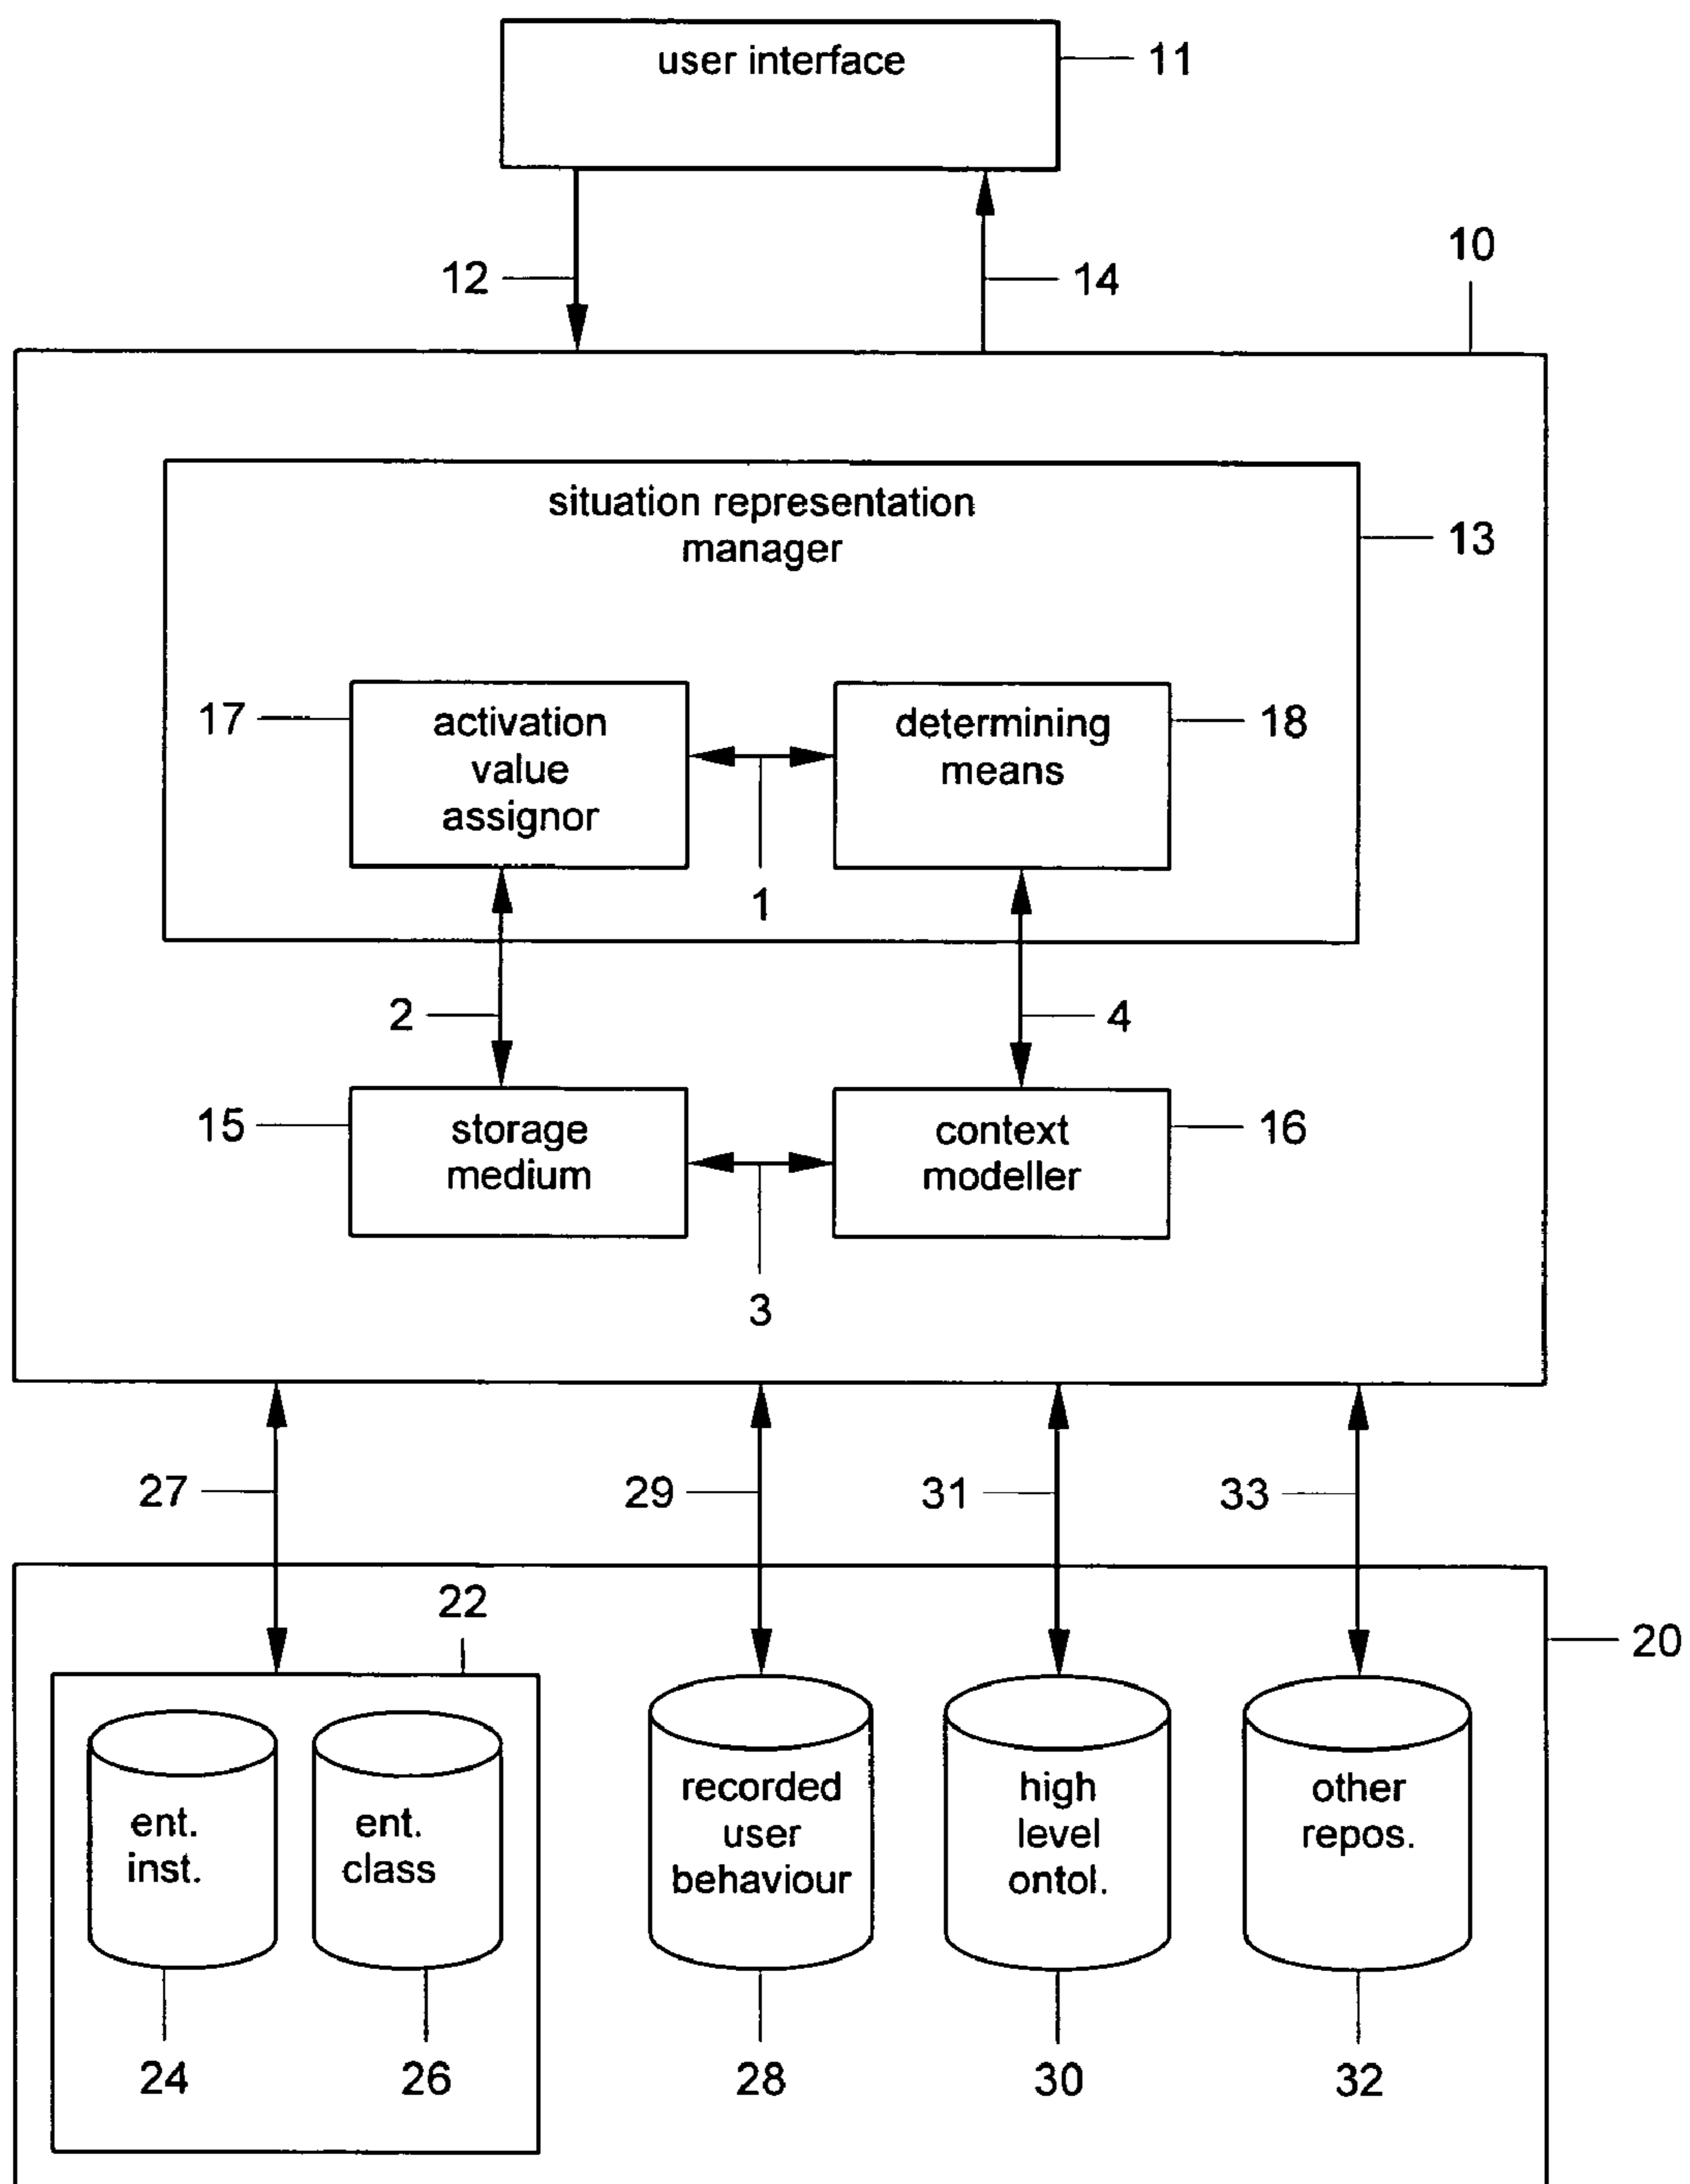 user interface
11
12
14
10
situation representation
manager
13
17
activation
value
assignor
determining
means
18
1
2
4
15
storage
medium
context
modeller
16
3
27
29
31
33
22
20
ent.
inst.
ent.
class
recorded
user
behaviour
high
level
ontol.
other
repos.
24
26
28
30
32